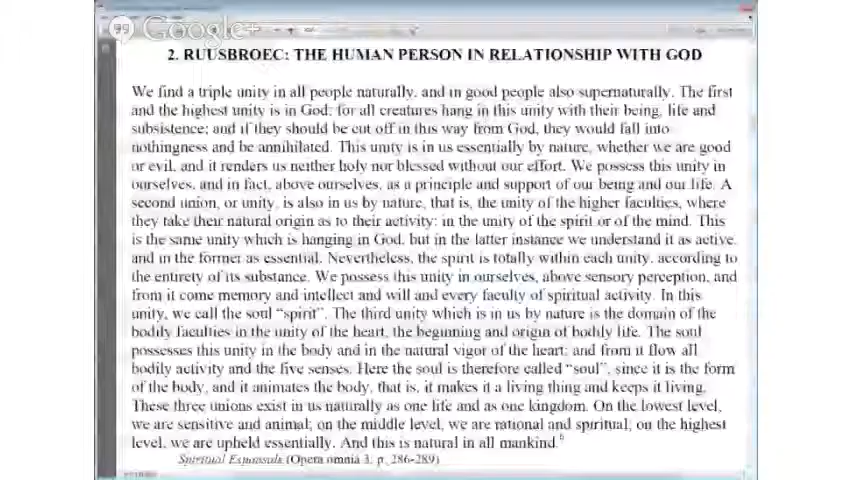 Google+
2. RUUSBROEC: THE HUMAN PERSON IN RELATIONSHIP WITH GOD
We find a triple unity in all people naturally, and in good people also supernaturally. The first
and the highest unity is in God; for all creatures hang in this unity with their being, life and
subsistence; and if they should be cut off in this way from God, they would fall into
nothingness and be annihilated. This unity is in us essentially by nature, whether we are good
or evil, and it renders us neither holy nor blessed without our effort. We possess this unity in
ourselves, and in fact, above ourselves, as a principle and support of our being and our life. A
second union, or unity, is also in us by nature, that is, the unity of the higher faculties, where
they take their natural origin as to their activity: in the unity of the spirit or of the mind. This
is the same unity which is hanging in God, but in the latter instance we understand it as active,
and in the former as essential. Nevertheless, the spirit is totally within each unity, according to
the entirety of its substance. We possess this unity in ourselves, above sensory perception, and
from it come memory and intellect and will and every faculty of spiritual activity. In this
unity, we call the soul “spirit”. The third unity which is in us by nature is the domain of the
bodily faculties in the unity of the heart, the beginning and origin of bodily life. The soul
possesses this unity in the body and in the natural vigor of the heart; and from it flow all
bodily activity and the five senses. Here the soul is therefore called “soul”, since it is the form
of the body, and it animates the body, that is, it makes it a living thing and keeps it living.
These three unions exist in us naturally as one life and as one kingdom. On the lowest level,
we are sensitive and animal; on the middle level, we are rational and spiritual; on the highest
level, we are upheld essentially. And this is natural in all mankind.6
Spiritual Espousals (Opera omnia 3, p. 286-289)